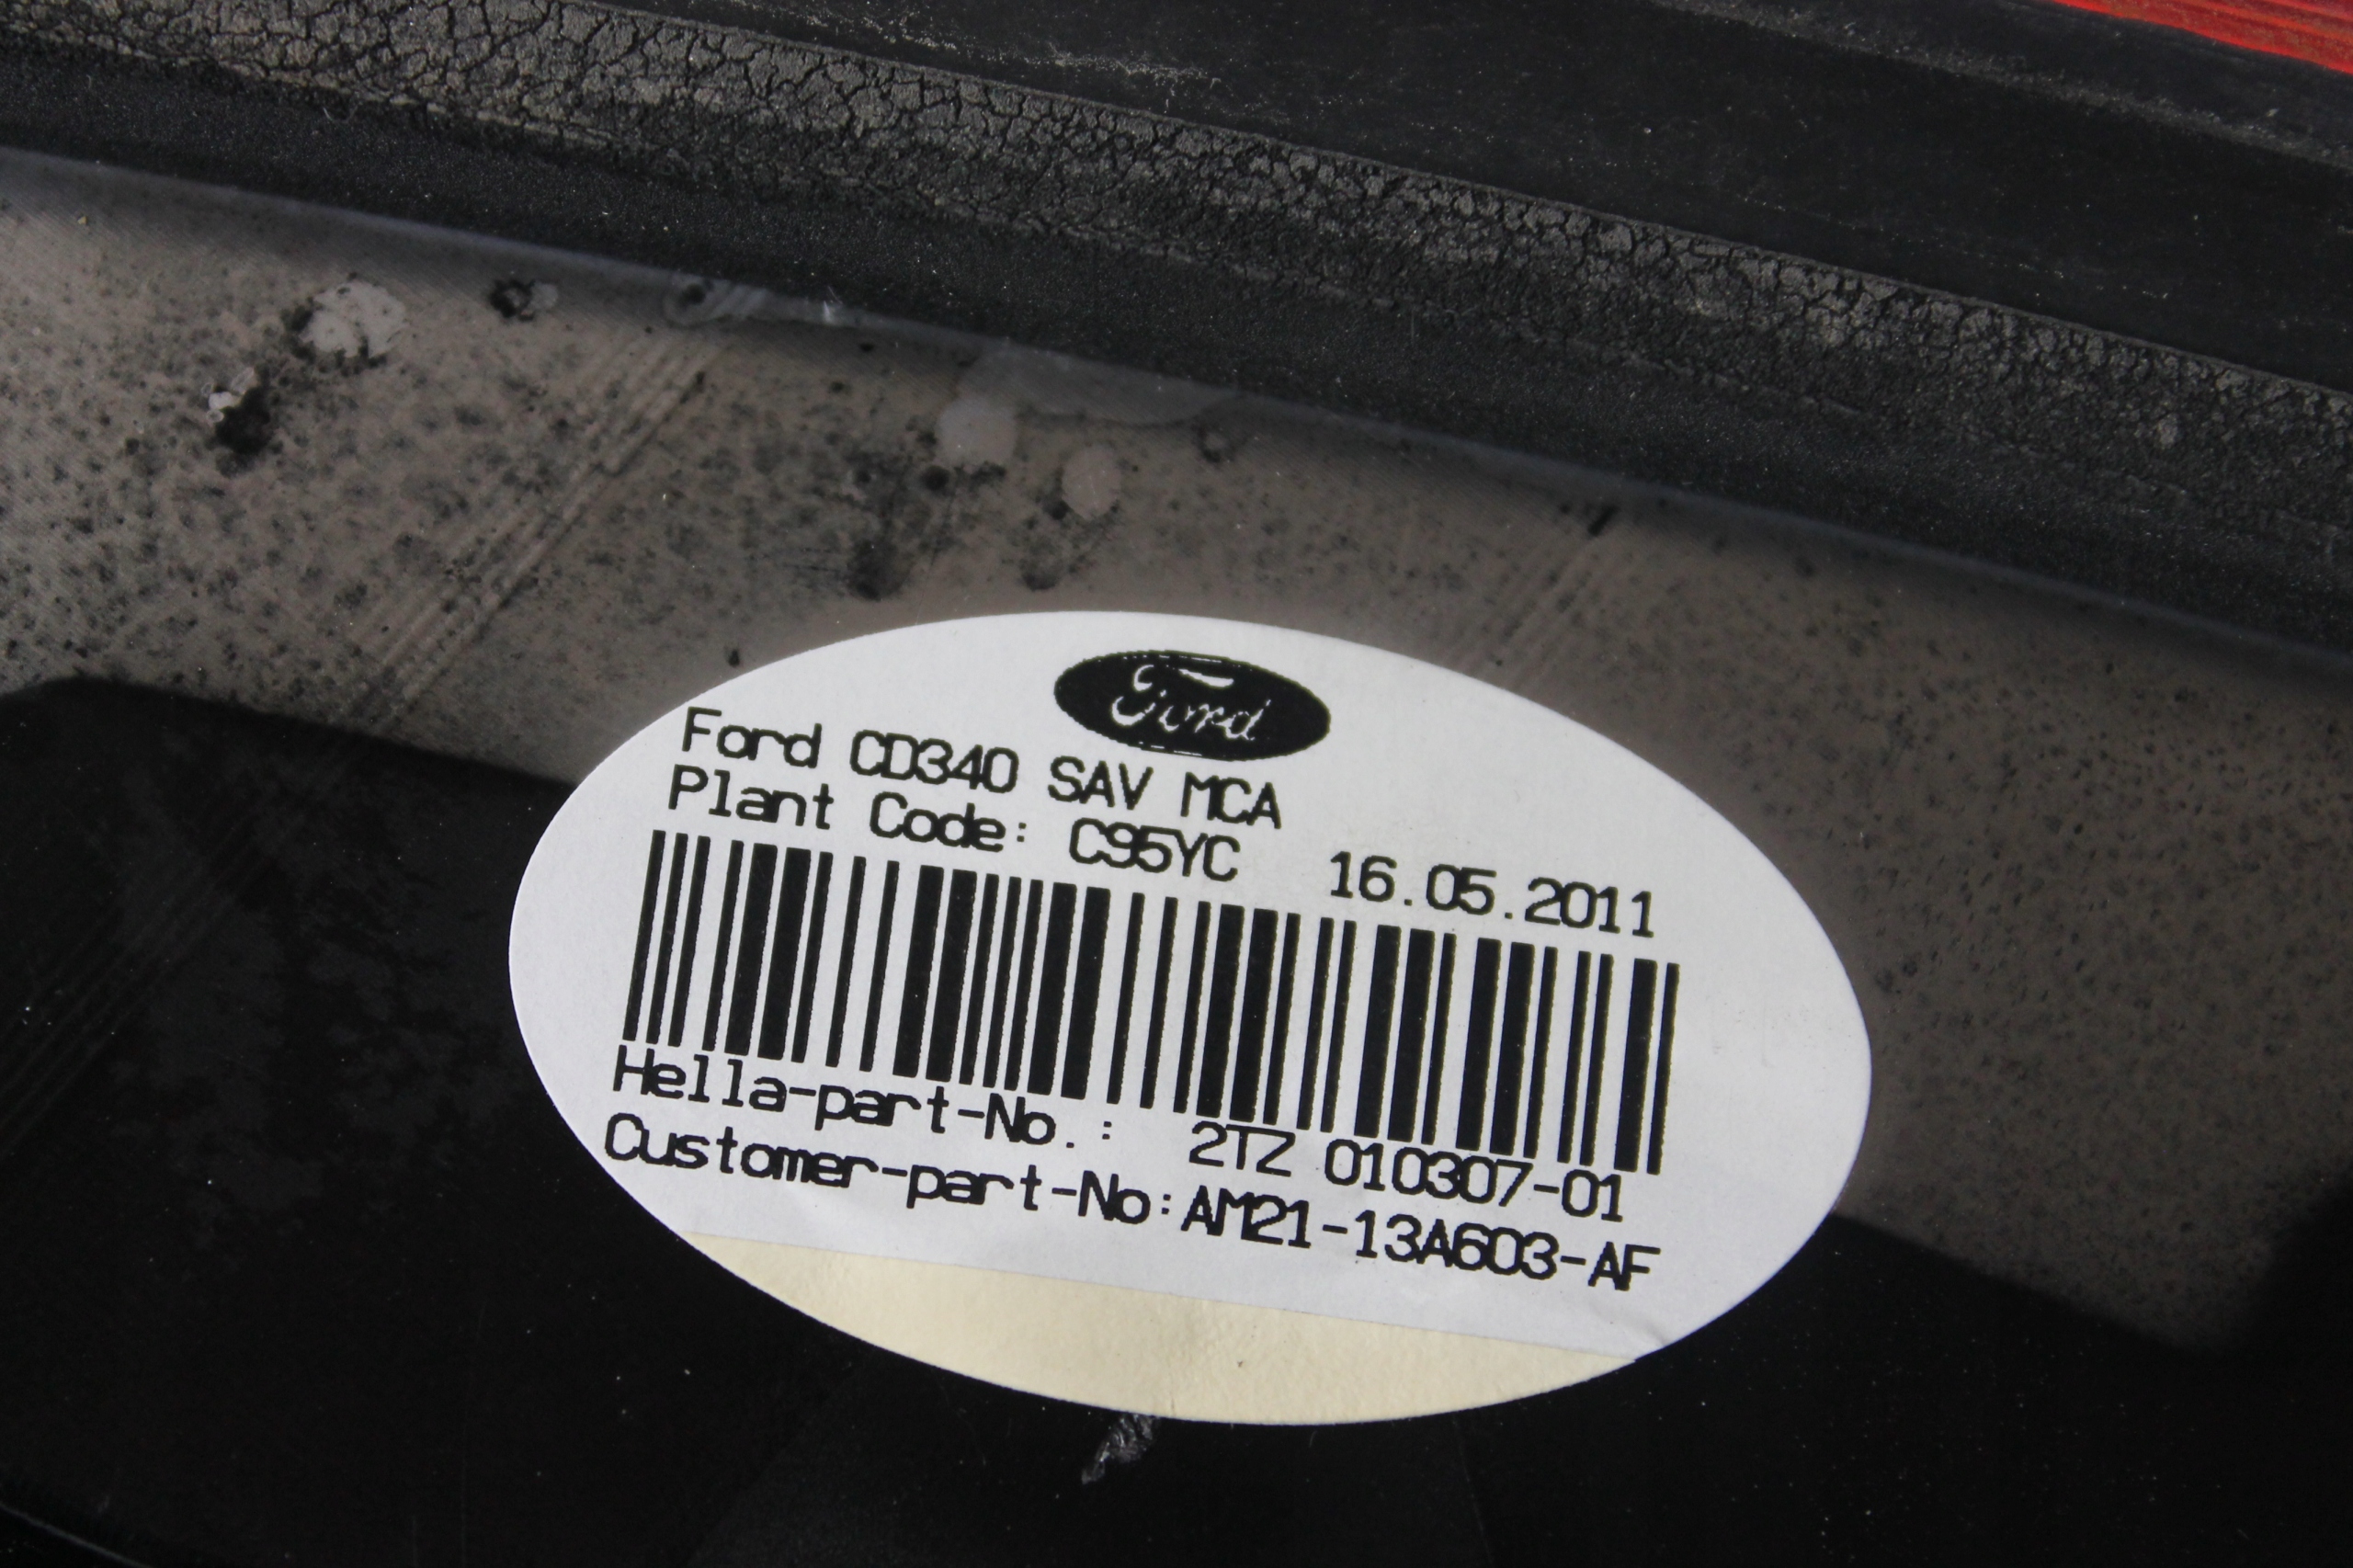 Ford
Ford CD340 SAV MCA
Plant Code: C95YC 16.05.2011
Hella-part-No.: 2TZ 010307-01
Customer-part-No:AM21-13A603-AF